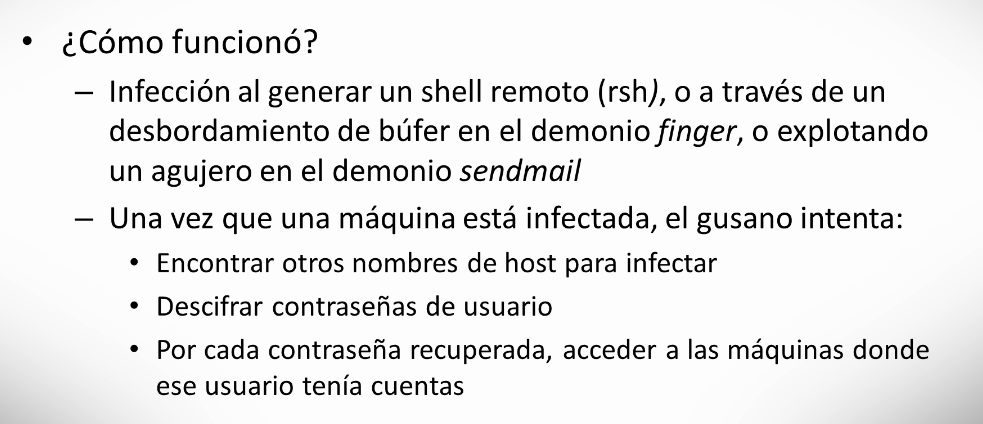 • ¿Cómo funcionó?
– Infección al generar un shell remoto (rsh), o a través de un
desbordamiento de búfer en el demonio finger, o explotando
un agujero en el demonio sendmail
– Una vez que una máquina está infectada, el gusano intenta:
• Encontrar otros nombres de host para infectar
• Descifrar contraseñas de usuario
• Por cada contraseña recuperada, acceder a las máquinas donde
ese usuario tenía cuentas